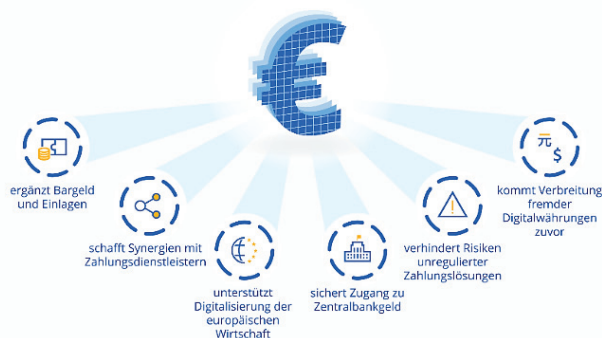 ergänzt Bargeld
und Einlagen
schafft Synergien mit
Zahlungsdienstleistern
unterstützt
Digitalisierung der
europäischen
Wirtschaft
sichert Zugang zu
Zentralbankgeld
verhindert Risiken
unregulierter
Zahlungslösungen
kommt Verbreitung
fremder
Digitalwährungen
zuvor